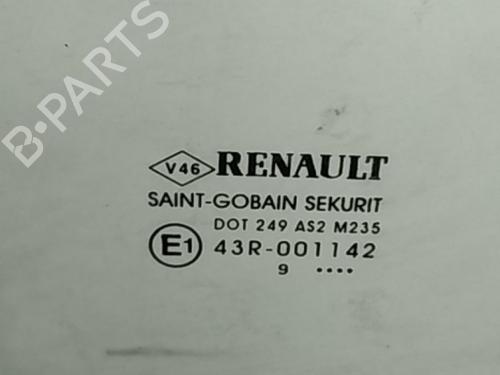 B-PARTS
V46 RENAULT
SAINT-GOBAIN SEKURIT
DOT 249 AS2 M235
E1 43R-001142
9 ....